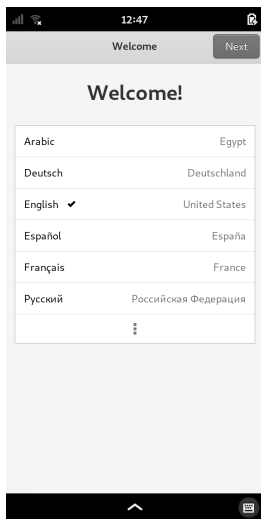 12:47
Welcome Next
Welcome!
Arabic Egypt
Deutsch Deutschland
English ✔ United States
Español España
Français France
Русский Российская Федерация